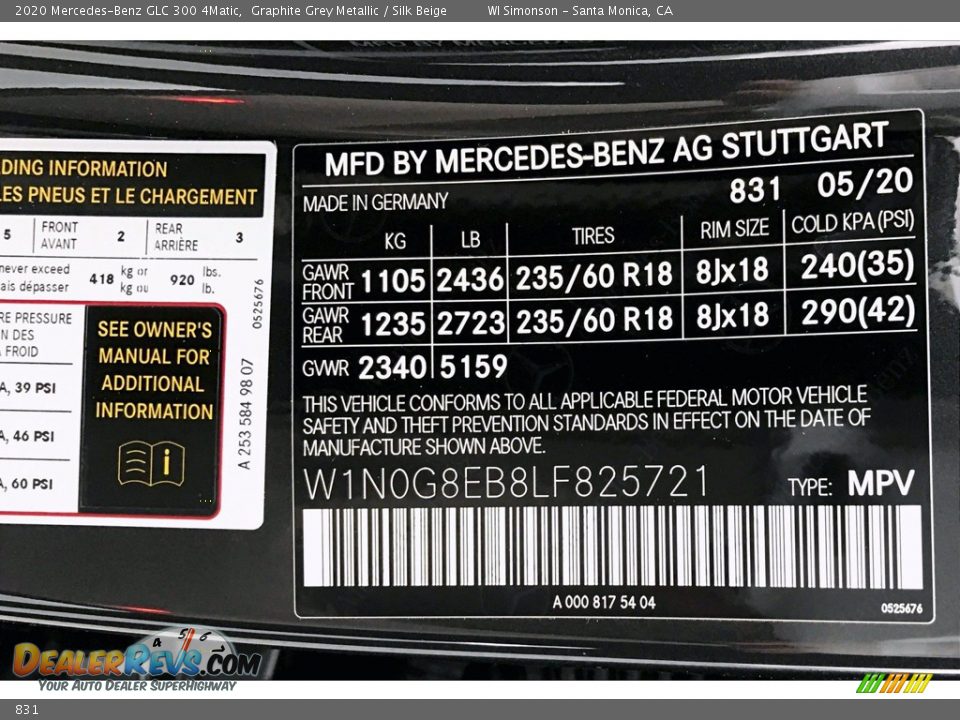 2020 Mercedes-Benz GLC 300 4Matic, Graphite Grey Metallic / Silk Beige WI Simonson - Santa Monica, CA
DING INFORMATION
LES PNEUS ET LE CHARGEMENT
5 FRONT AVANT 2 REAR ARRIÈRE 3
never exceed
ais dépasser
418 kg or kg ou 920 lbs. lb.
RE PRESSURE
N DES
FROID
A, 39 PSI
A, 46 PSI
A, 60 PSI
SEE OWNER'S
MANUAL FOR
ADDITIONAL
INFORMATION
i
0525676
A 253 584 98 07
MFD BY MERCEDES-BENZ AG STUTTGART
MADE IN GERMANY 831 05/20
KG LB TIRES RIM SIZE COLD KPA(PSI)
GAWR FRONT 1105 2436 235/60 R18 8Jx18 240(35)
GAWR REAR 1235 2723 235/60 R18 8Jx18 290(42)
GVWR 2340 5159
THIS VEHICLE CONFORMS TO ALL APPLICABLE FEDERAL MOTOR VEHICLE
SAFETY AND THEFT PREVENTION STANDARDS IN EFFECT ON THE DATE OF
MANUFACTURE SHOWN ABOVE.
W1N0G8EB8LF825721 TYPE: MPV
A 000 817 54 04
0525676
4 5 6
DEALERREVS.COM
YOUR AUTO DEALER SUPERHIGHWAY
831